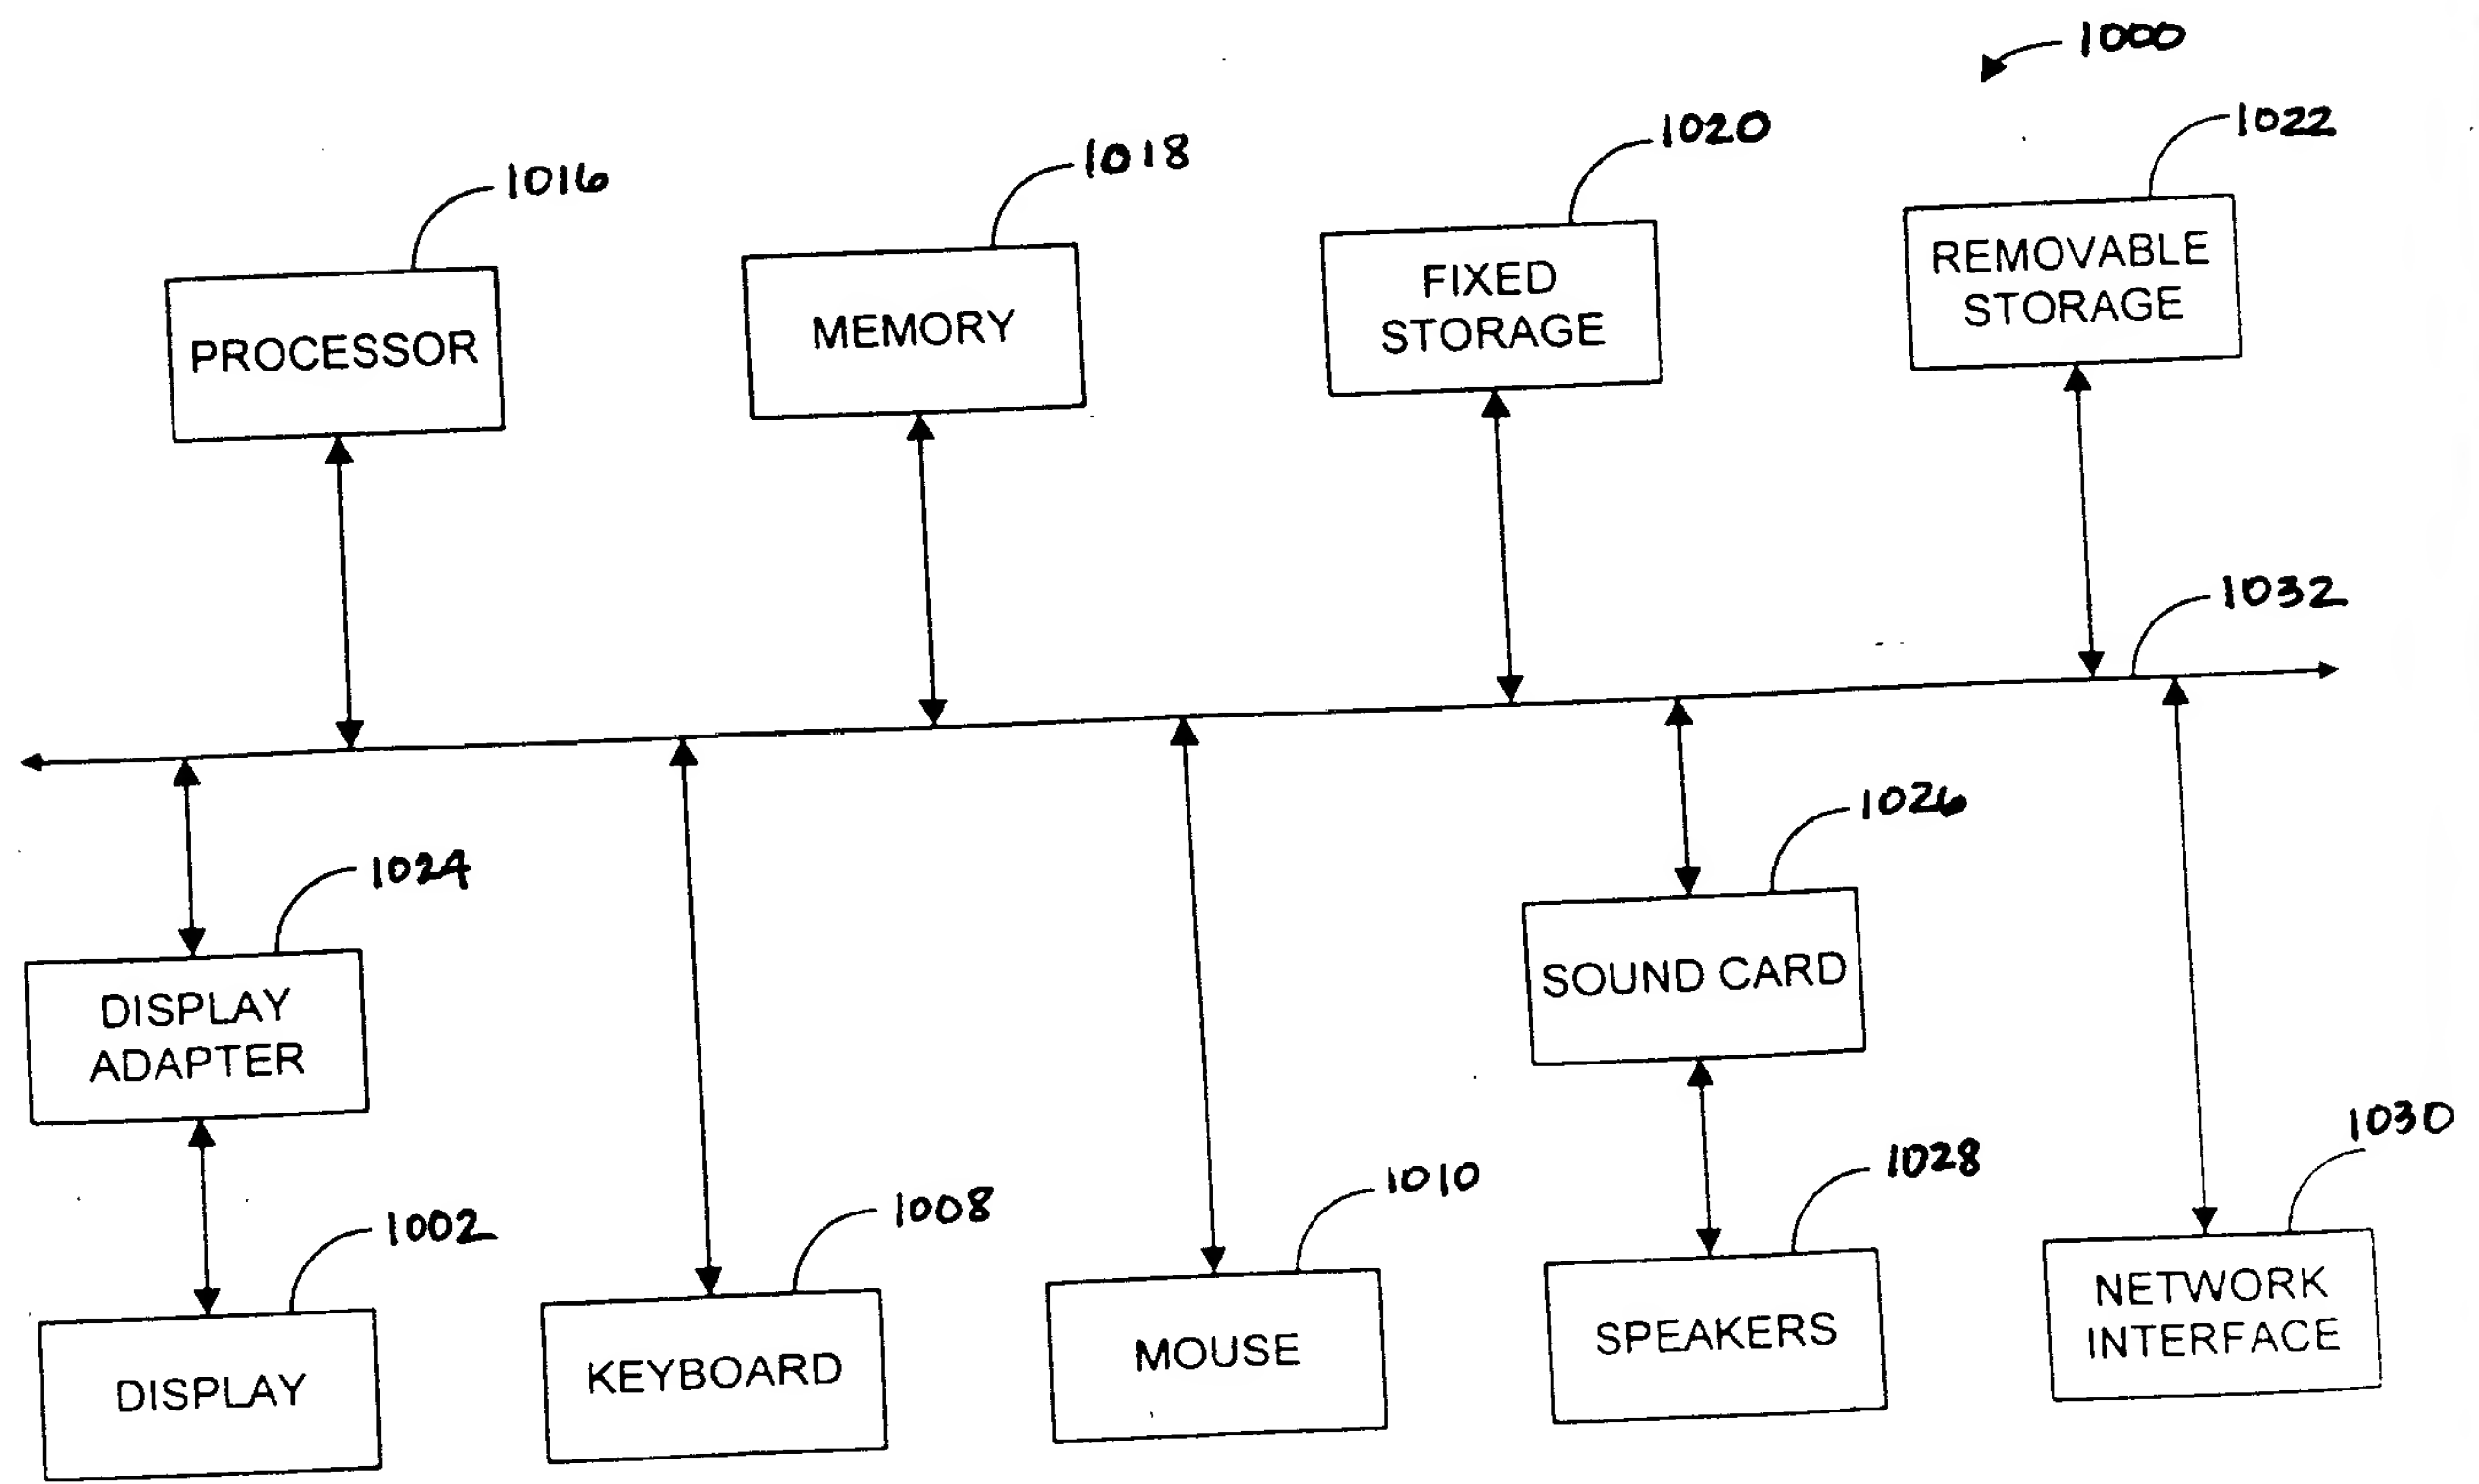 1000
1016
1018
1020
1022
PROCESSOR
MEMORY
FIXED
STORAGE
REMOVABLE
STORAGE
1032
1024
1026
DISPLAY
ADAPTER
SOUND CARD
1002
1008
1010
1028
1030
DISPLAY
KEYBOARD
MOUSE
SPEAKERS
NETWORK
INTERFACE